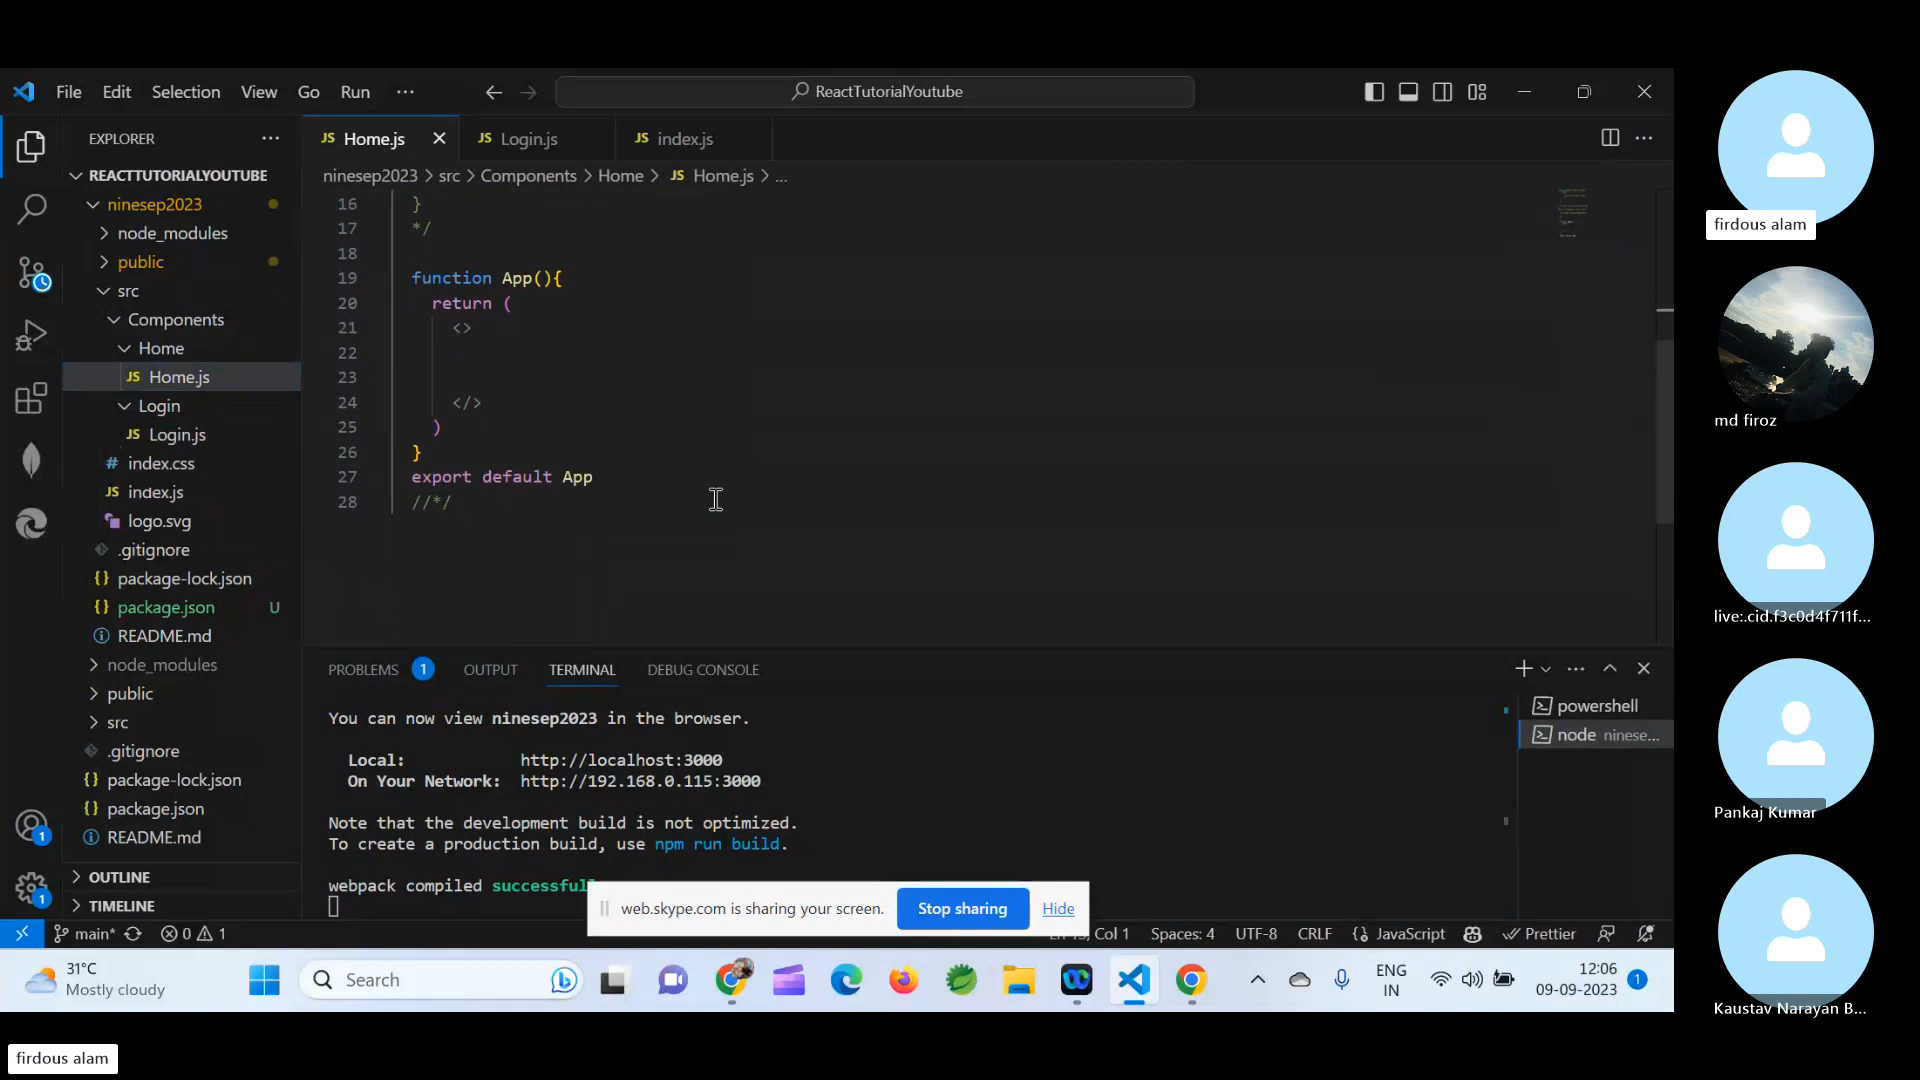 File Edit Selection View Go Run ··· ReactTutorialYoutube
EXPLORER
REACTTUTORIALYOUTUBE
ninesep2023
node_modules
public
src
Components
Home
JS Home.js
Login
JS Login.js
# index.css
JS index.js
logo.svg
.gitignore
{} package-lock.json
{} package.json U
README.md
node_modules
public
src
.gitignore
{} package-lock.json
{} package.json
README.md
OUTLINE
TIMELINE
JS Home.js JS Login.js JS index.js
ninesep2023 > src > Components > Home > JS Home.js > ...
16 }
17 */
18
19 function App(){
20 return (
21 <>
22
23
24 </>
25 )
26 }
27 export default App
28 //*/
PROBLEMS 1 OUTPUT TERMINAL DEBUG CONSOLE
You can now view ninesep2023 in the browser.
Local: http://localhost:3000
On Your Network: http://192.168.0.115:3000
Note that the development build is not optimized.
To create a production build, use npm run build.
webpack compiled successfull
powershell
node ninese...
web.skype.com is sharing your screen. Stop sharing Hide
main* 0 1 Col 1 Spaces: 4 UTF-8 CRLF {} JavaScript Prettier
31°C
Mostly cloudy
Search
ENG
IN
12:06
09-09-2023
1
firdous alam
md firoz
live:.cid.f3c0d4f711f...
Pankaj Kumar
Kaustav Narayan B...
firdous alam